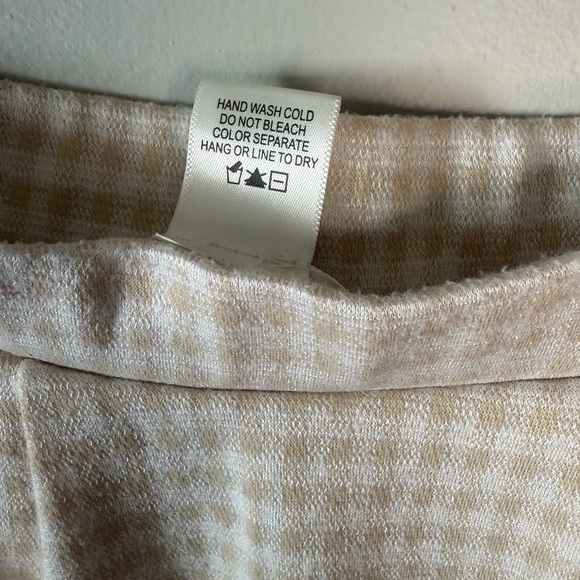 HAND WASH COLD
DO NOT BLEACH
COLOR SEPARATE
HANG OR LINE TO DRY